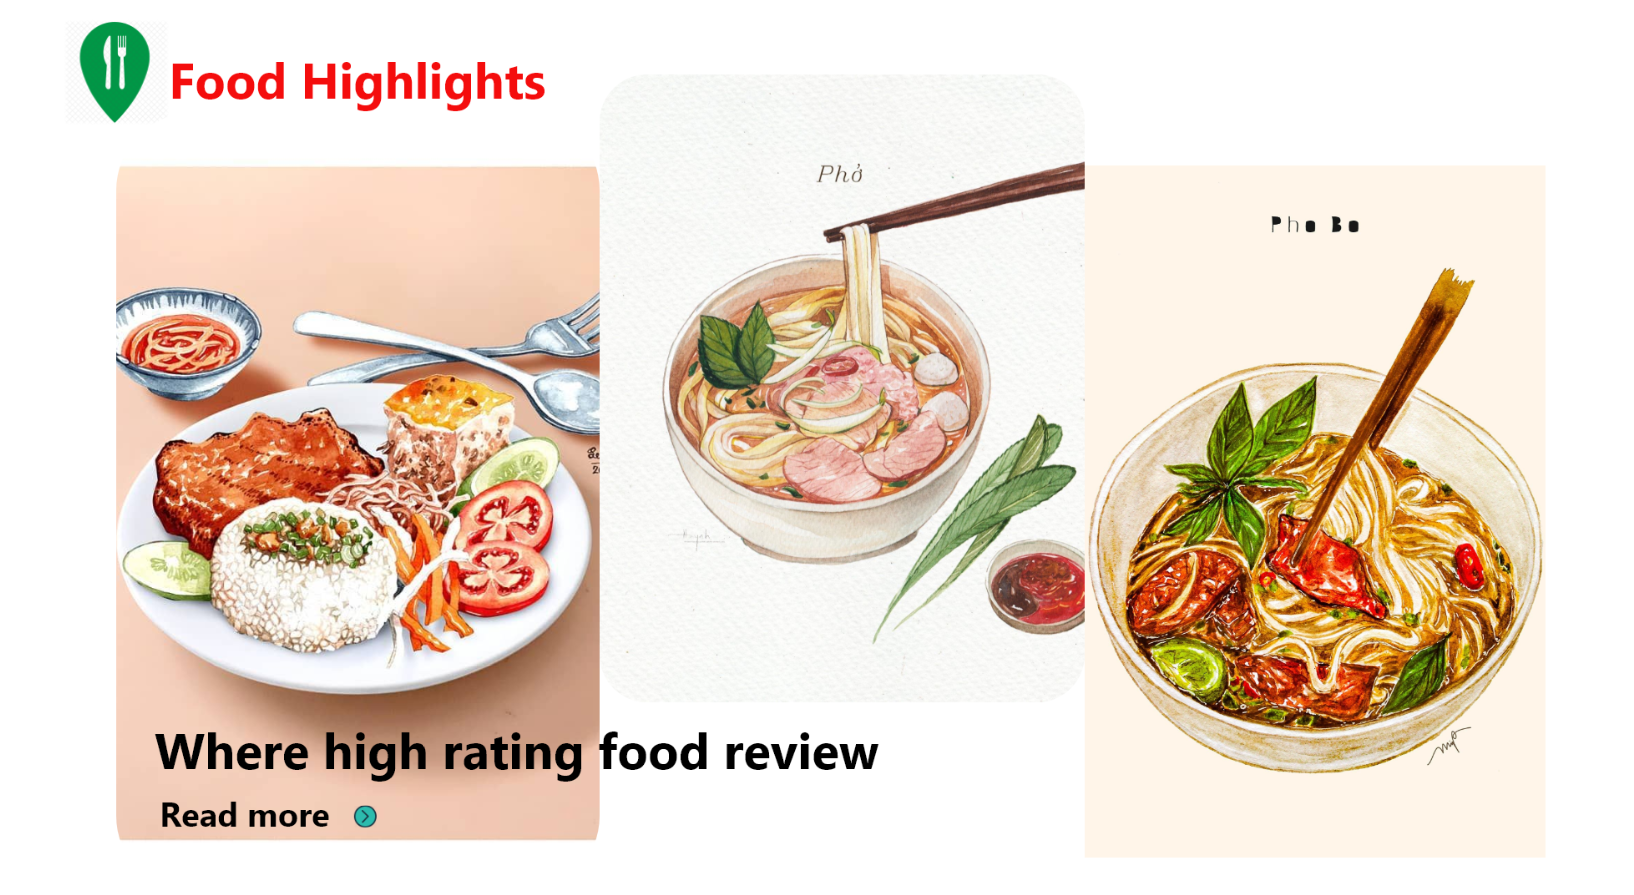 Food Highlights
Phở
Pho Bo
Where high rating food review
Read more